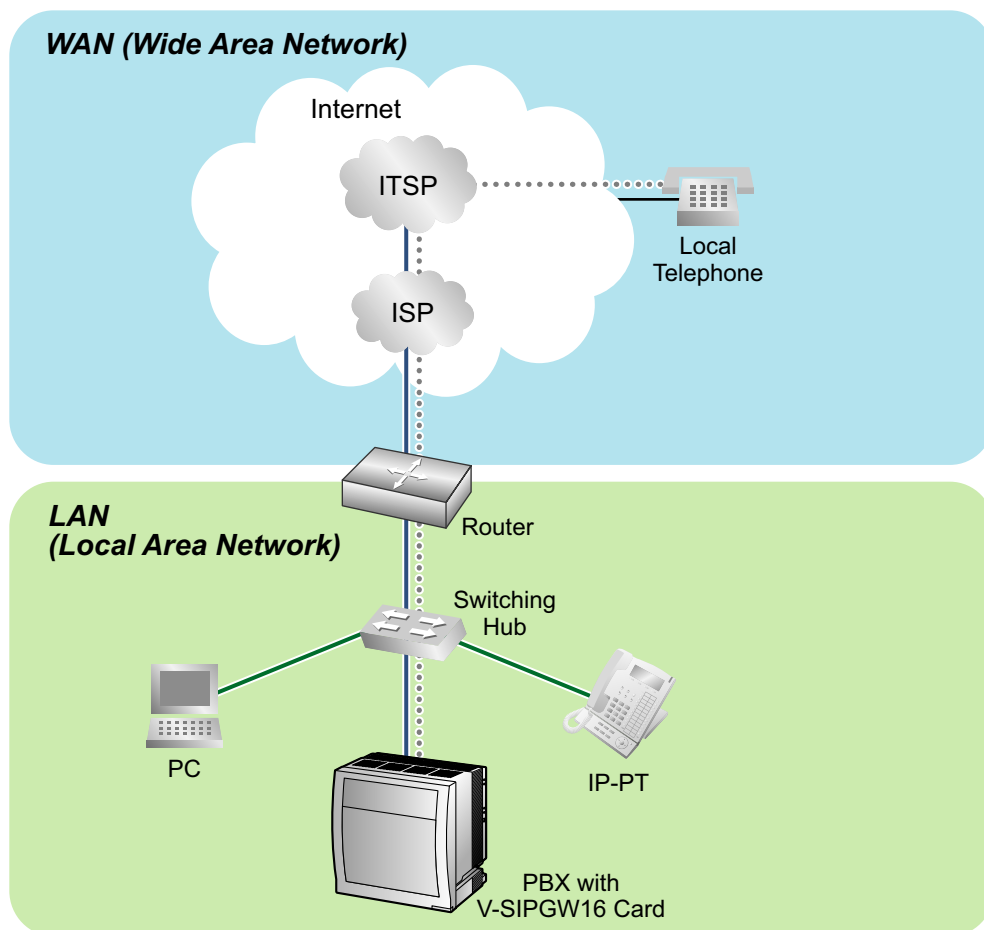 WAN (Wide Area Network)
Internet
ITSP
Local
Telephone
ISP
LAN
(Local Area Network)
Router
Switching
Hub
PC
IP-PT
PBX with
V-SIPGW16 Card